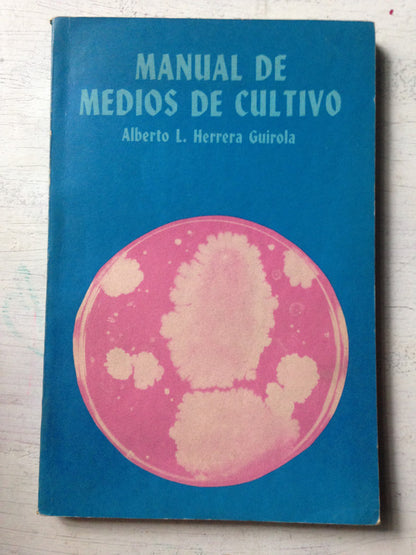 MANUAL DE
MEDIOS DE CULTIVO
Alberto L. Herrera Guirola